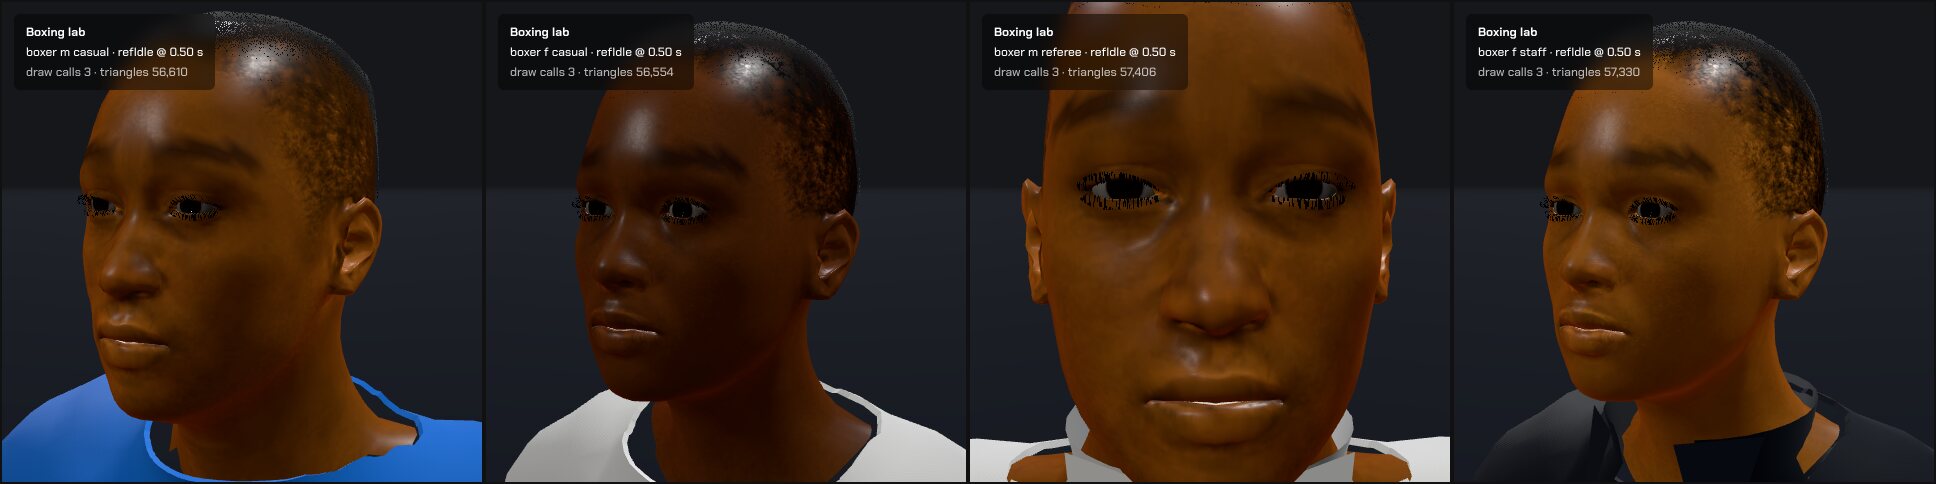 Boxing lab
boxer m casual · refIdle @ 0.50 s
draw calls 3 · triangles 56,610
Boxing lab
boxer f casual · refIdle @ 0.50 s
draw calls 3 · triangles 56,554
Boxing lab
boxer m referee · refIdle @ 0.50 s
draw calls 3 · triangles 57,406
Boxing lab
boxer f staff · refIdle @ 0.50 s
draw calls 3 · triangles 57,330